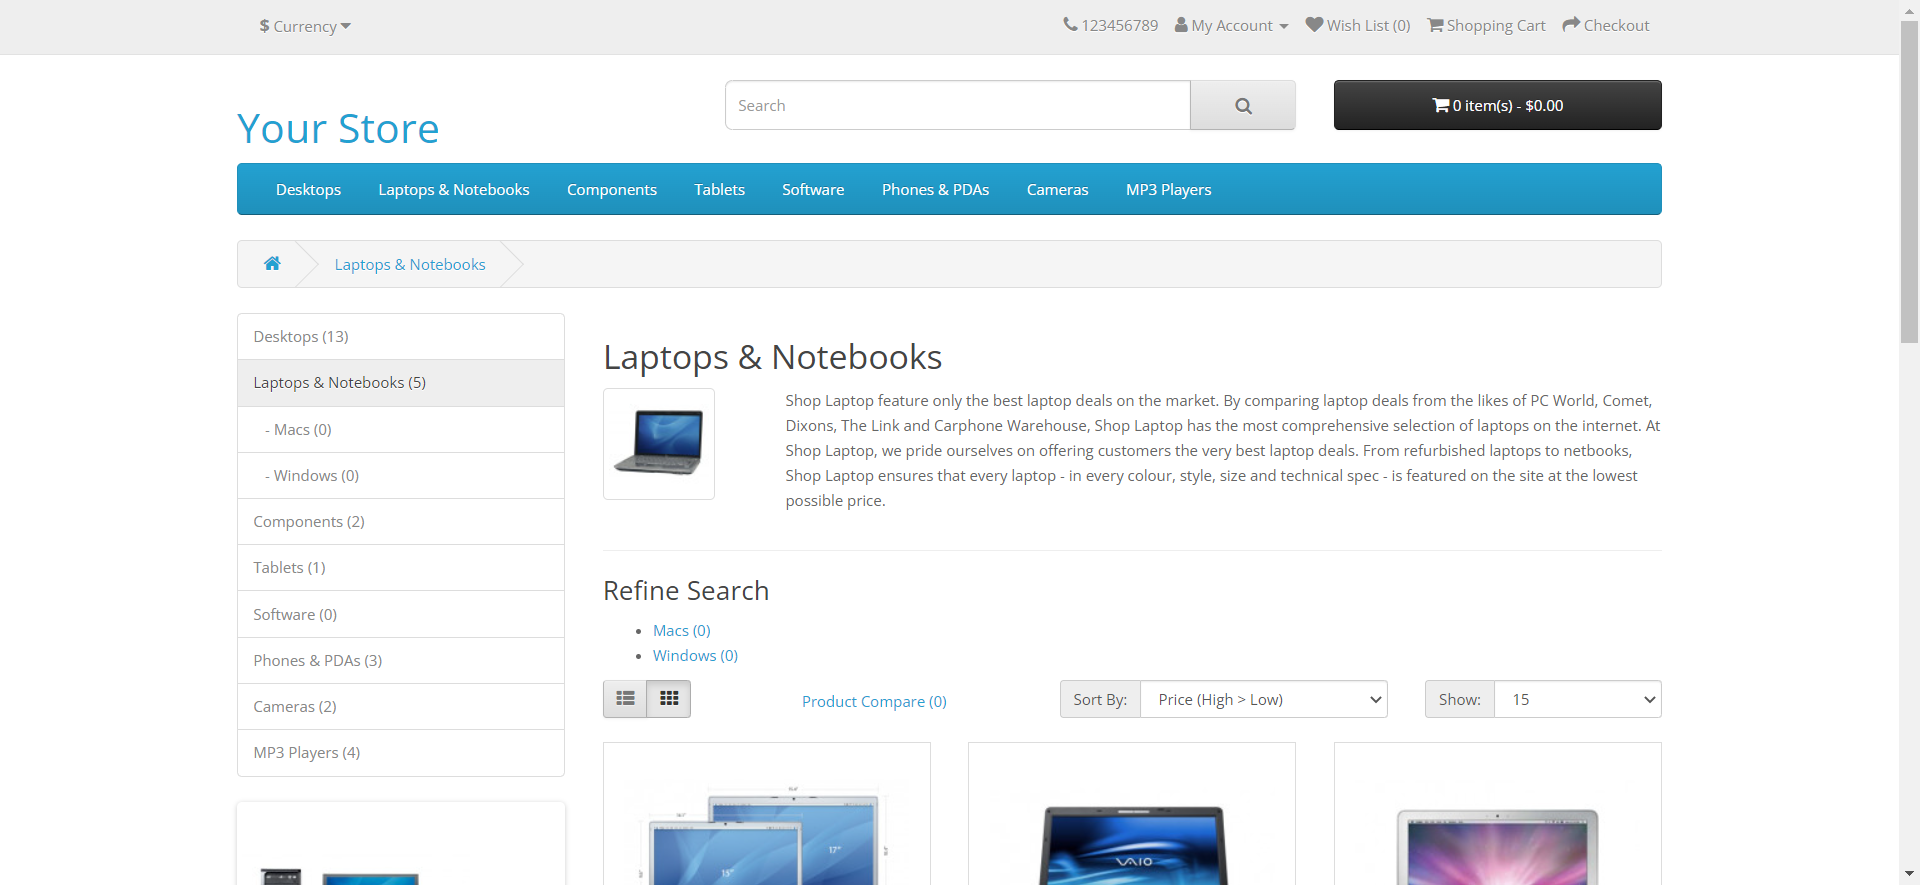 $ Currency
123456789 My Account Wish List (0) Shopping Cart Checkout
Your Store
Search
0 item(s) - $0.00
Desktops Laptops & Notebooks Components Tablets Software Phones & PDAs Cameras MP3 Players
Laptops & Notebooks
Desktops (13)
Laptops & Notebooks (5)
- Macs (0)
- Windows (0)
Components (2)
Tablets (1)
Software (0)
Phones & PDAs (3)
Cameras (2)
MP3 Players (4)
Laptops & Notebooks
Shop Laptop feature only the best laptop deals on the market. By comparing laptop deals from the likes of PC World, Comet,
Dixons, The Link and Carphone Warehouse, Shop Laptop has the most comprehensive selection of laptops on the internet. At
Shop Laptop, we pride ourselves on offering customers the very best laptop deals. From refurbished laptops to netbooks,
Shop Laptop ensures that every laptop - in every colour, style, size and technical spec - is featured on the site at the lowest
possible price.
Refine Search
Macs (0)
Windows (0)
Product Compare (0)
Sort By: Price (High > Low)
Show: 15
15"
17"
VAIO